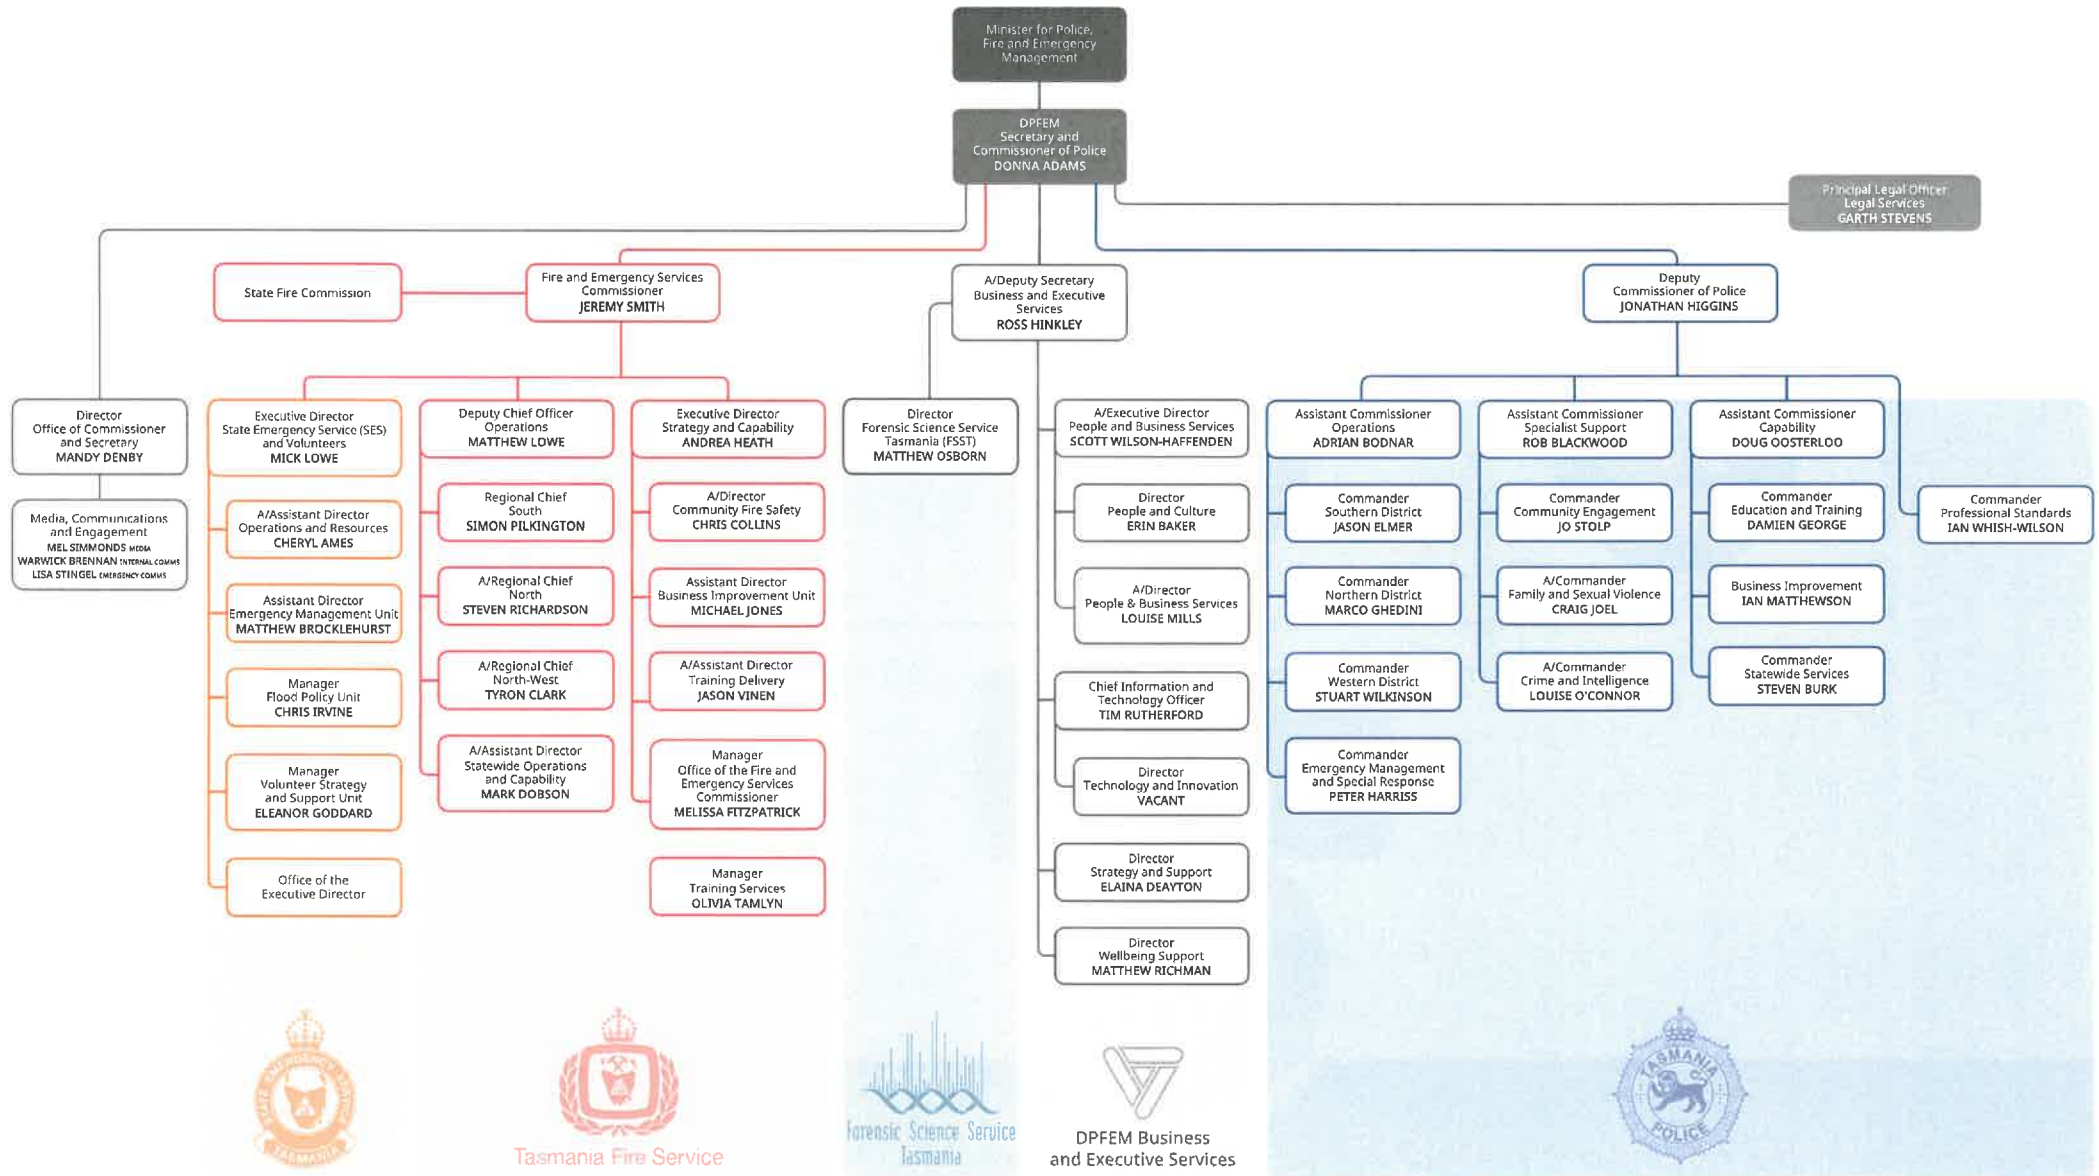 Minister for Police,
Fire and Emergency
Management
DPFEM
Secretary and
Commissioner of Police
DONNA ADAMS
Principal Legal Officer
Legal Services
GARTH STEVENS
State Fire Commission
Fire and Emergency Services
Commissioner
JEREMY SMITH
A/Deputy Secretary
Business and Executive
Services
ROSS HINKLEY
Deputy
Commissioner of Police
JONATHAN HIGGINS
Director
Office of Commissioner
and Secretary
MANDY DENBY
Media, Communications
and Engagement
MEL SIMMONDS MEDIA
WARWICK BRENNAN INTERNAL COMMS
LISA STINGEL EMERGENCY COMMS
Executive Director
State Emergency Service (SES)
and Volunteers
MICK LOWE
A/Assistant Director
Operations and Resources
CHERYL AMES
Assistant Director
Emergency Management Unit
MATTHEW BROCKLEHURST
Manager
Flood Policy Unit
CHRIS IRVINE
Manager
Volunteer Strategy
and Support Unit
ELEANOR GODDARD
Office of the
Executive Director
Deputy Chief Officer
Operations
MATTHEW LOWE
Regional Chief
South
SIMON PILKINGTON
A/Regional Chief
North
STEVEN RICHARDSON
A/Regional Chief
North-West
TYRON CLARK
A/Assistant Director
Statewide Operations
and Capability
MARK DOBSON
Executive Director
Strategy and Capability
ANDREA HEATH
A/Director
Community Fire Safety
CHRIS COLLINS
Assistant Director
Business Improvement Unit
MICHAEL JONES
A/Assistant Director
Training Delivery
JASON VINEN
Manager
Office of the Fire and
Emergency Services
Commissioner
MELISSA FITZPATRICK
Manager
Training Services
OLIVIA TAMLYN
Director
Forensic Science Service
Tasmania (FSST)
MATTHEW OSBORN
A/Executive Director
People and Business Services
SCOTT WILSON-HAFFENDEN
Director
People and Culture
ERIN BAKER
A/Director
People & Business Services
LOUISE MILLS
Chief Information and
Technology Officer
TIM RUTHERFORD
Director
Technology and Innovation
VACANT
Director
Strategy and Support
ELAINA DEAYTON
Director
Wellbeing Support
MATTHEW RICHMAN
Assistant Commissioner
Operations
ADRIAN BODNAR
Commander
Southern District
JASON ELMER
Commander
Northern District
MARCO GHEDINI
Commander
Western District
STUART WILKINSON
Commander
Emergency Management
and Special Response
PETER HARRISS
Assistant Commissioner
Specialist Support
ROB BLACKWOOD
Commander
Community Engagement
JO STOLP
A/Commander
Family and Sexual Violence
CRAIG JOEL
A/Commander
Crime and Intelligence
LOUISE O'CONNOR
Assistant Commissioner
Capability
DOUG OOSTERLOO
Commander
Education and Training
DAMIEN GEORGE
Business Improvement
IAN MATTHEWSON
Commander
Statewide Services
STEVEN BURK
Commander
Professional Standards
IAN WHISH-WILSON
STATE EMERGENCY SERVICE
TASMANIA
Tasmania Fire Service
Forensic Science Service
Tasmania
DPFEM Business
and Executive Services
TASMANIA
POLICE